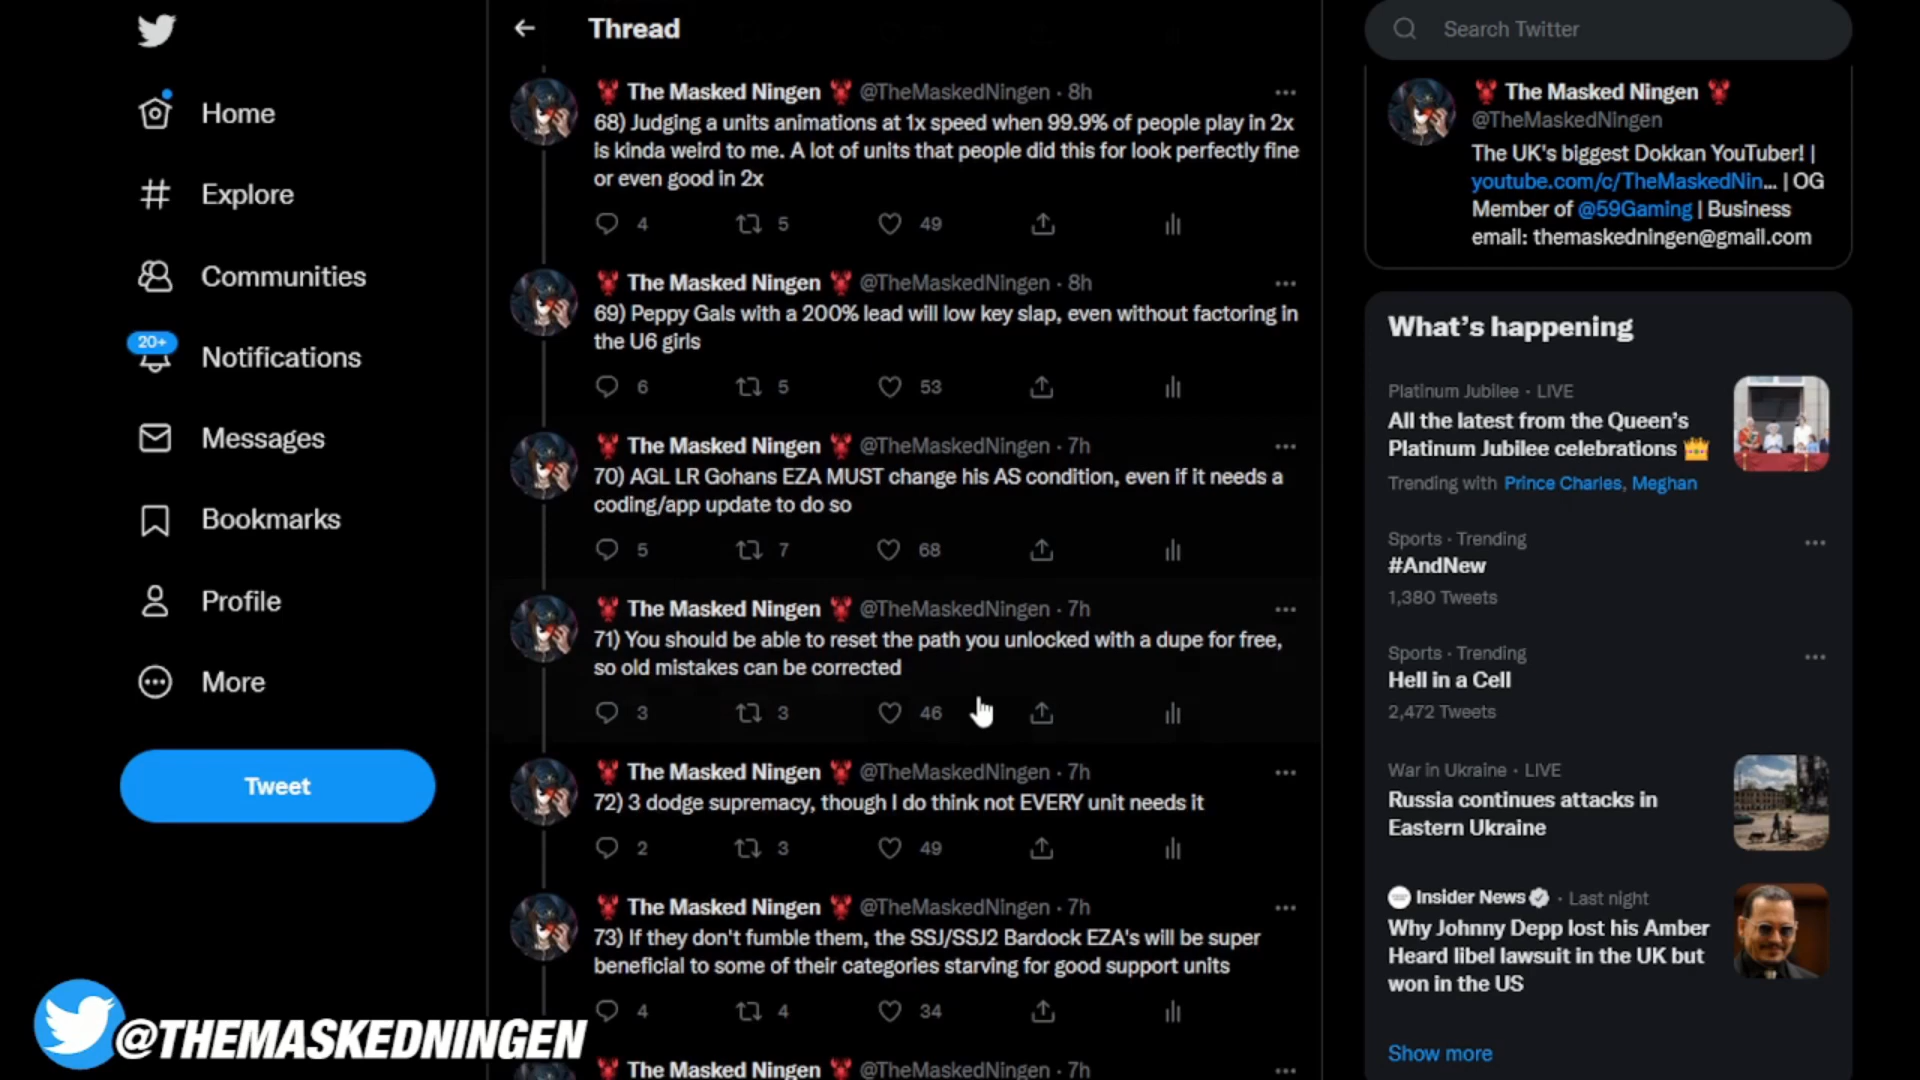 Home
Explore
Communities
20+
Notifications
Messages
Bookmarks
Profile
More
Tweet
@THEMASKEDNINGEN
Thread
The Masked Ningen @TheMaskedNingen · 8h
68) Judging a units animations at 1x speed when 99.9% of people play in 2x
is kinda weird to me. A lot of units that people did this for look perfectly fine
or even good in 2x
4 5 49
The Masked Ningen @TheMaskedNingen · 8h
69) Peppy Gals with a 200% lead will low key slap, even without factoring in
the U6 girls
6 5 53
The Masked Ningen @TheMaskedNingen · 7h
70) AGL LR Gohans EZA MUST change his AS condition, even if it needs a
coding/app update to do so
5 7 68
The Masked Ningen @TheMaskedNingen · 7h
71) You should be able to reset the path you unlocked with a dupe for free,
so old mistakes can be corrected
3 3 46
The Masked Ningen @TheMaskedNingen · 7h
72) 3 dodge supremacy, though I do think not EVERY unit needs it
2 3 49
The Masked Ningen @TheMaskedNingen · 7h
73) If they don't fumble them, the SSJ/SSJ2 Bardock EZA's will be super
beneficial to some of their categories starving for good support units
4 4 34
The Masked Ningen @TheMaskedNingen · 7h
Search Twitter
The Masked Ningen
@TheMaskedNingen
The UK's biggest Dokkan YouTuber! |
youtube.com/c/TheMaskedNin... | OG
Member of @59Gaming | Business
email: themaskedningen@gmail.com
What's happening
Platinum Jubilee · LIVE
All the latest from the Queen's
Platinum Jubilee celebrations 👑
Trending with Prince Charles, Meghan
Sports · Trending
#AndNew
1,380 Tweets
Sports · Trending
Hell in a Cell
2,472 Tweets
War in Ukraine · LIVE
Russia continues attacks in
Eastern Ukraine
Insider News · Last night
Why Johnny Depp lost his Amber
Heard libel lawsuit in the UK but
won in the US
Show more